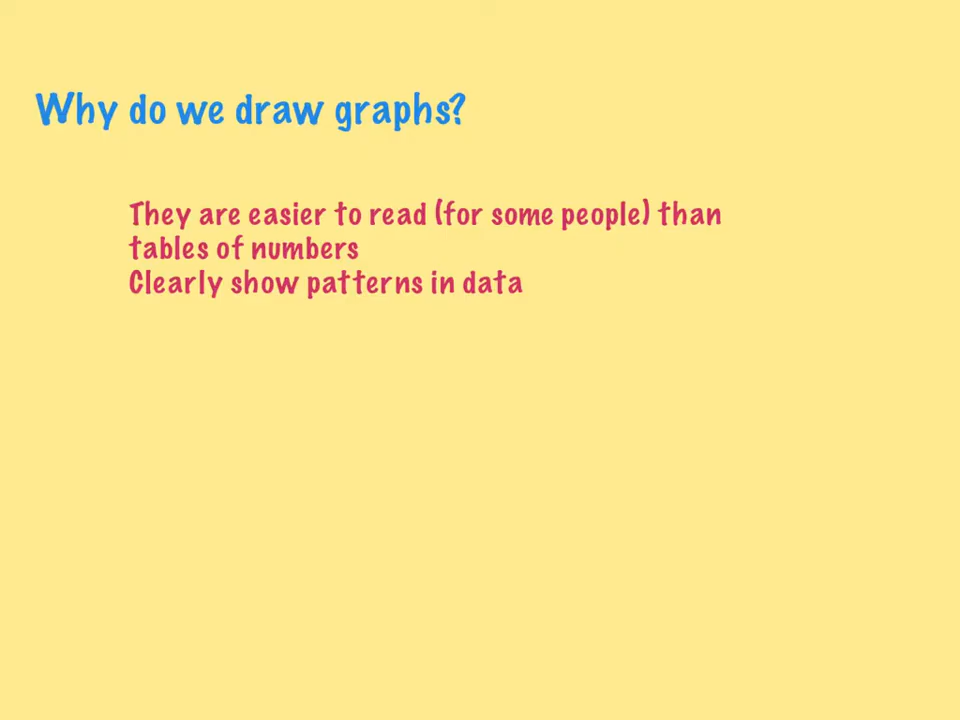 Why do we draw graphs?
They are easier to read (for some people) than
tables of numbers
Clearly show patterns in data